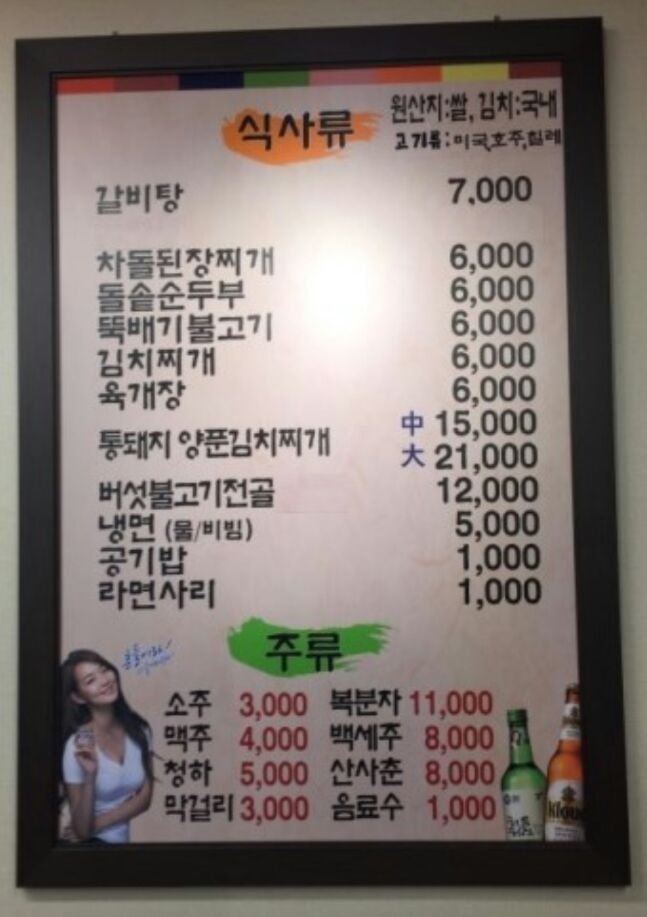 식사류
원산지:쌀, 김치:국내
고기류:미국,호주,칠레
갈비탕 7,000
차돌된장찌개 6,000
돌솥순두부 6,000
뚝배기불고기 6,000
김치찌개 6,000
육개장 6,000
통돼지 양푼김치찌개 中 15,000
大 21,000
버섯불고기전골 12,000
냉면 (물/비빔) 5,000
공기밥 1,000
라면사리 1,000
주류
흔들어라!
소주 3,000 복분자 11,000
맥주 4,000 백세주 8,000
청하 5,000 산사춘 8,000
막걸리 3,000 음료수 1,000
Klou